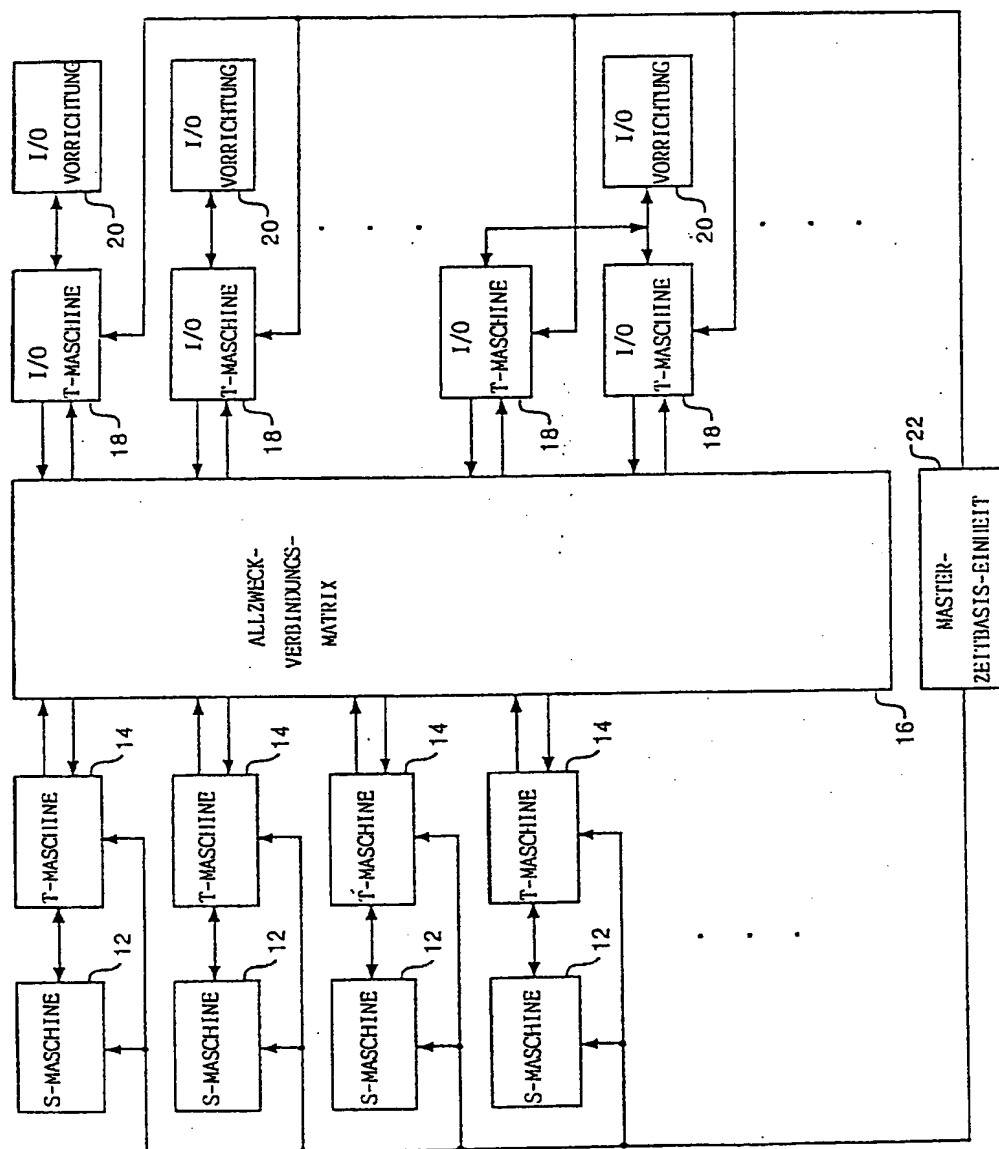 S-MASCHINE
12
S-MASCHINE
12
S-MASCHINE
12
S-MASCHINE
12
T-MASCHINE
14
T-MASCHINE
14
T-MASCHINE
14
T-MASCHINE
14
MASTER-
ZEITBASIS-EINHEIT
22
16
ALLZWECK-
VERBINDUNGS-
MATRIX
18
I/O
T-MASCHINE
18
I/O
T-MASCHINE
18
I/O
T-MASCHINE
18
I/O
T-MASCHINE
20
I/O
VORRICHTUNG
20
I/O
VORRICHTUNG
20
I/O
VORRICHTUNG